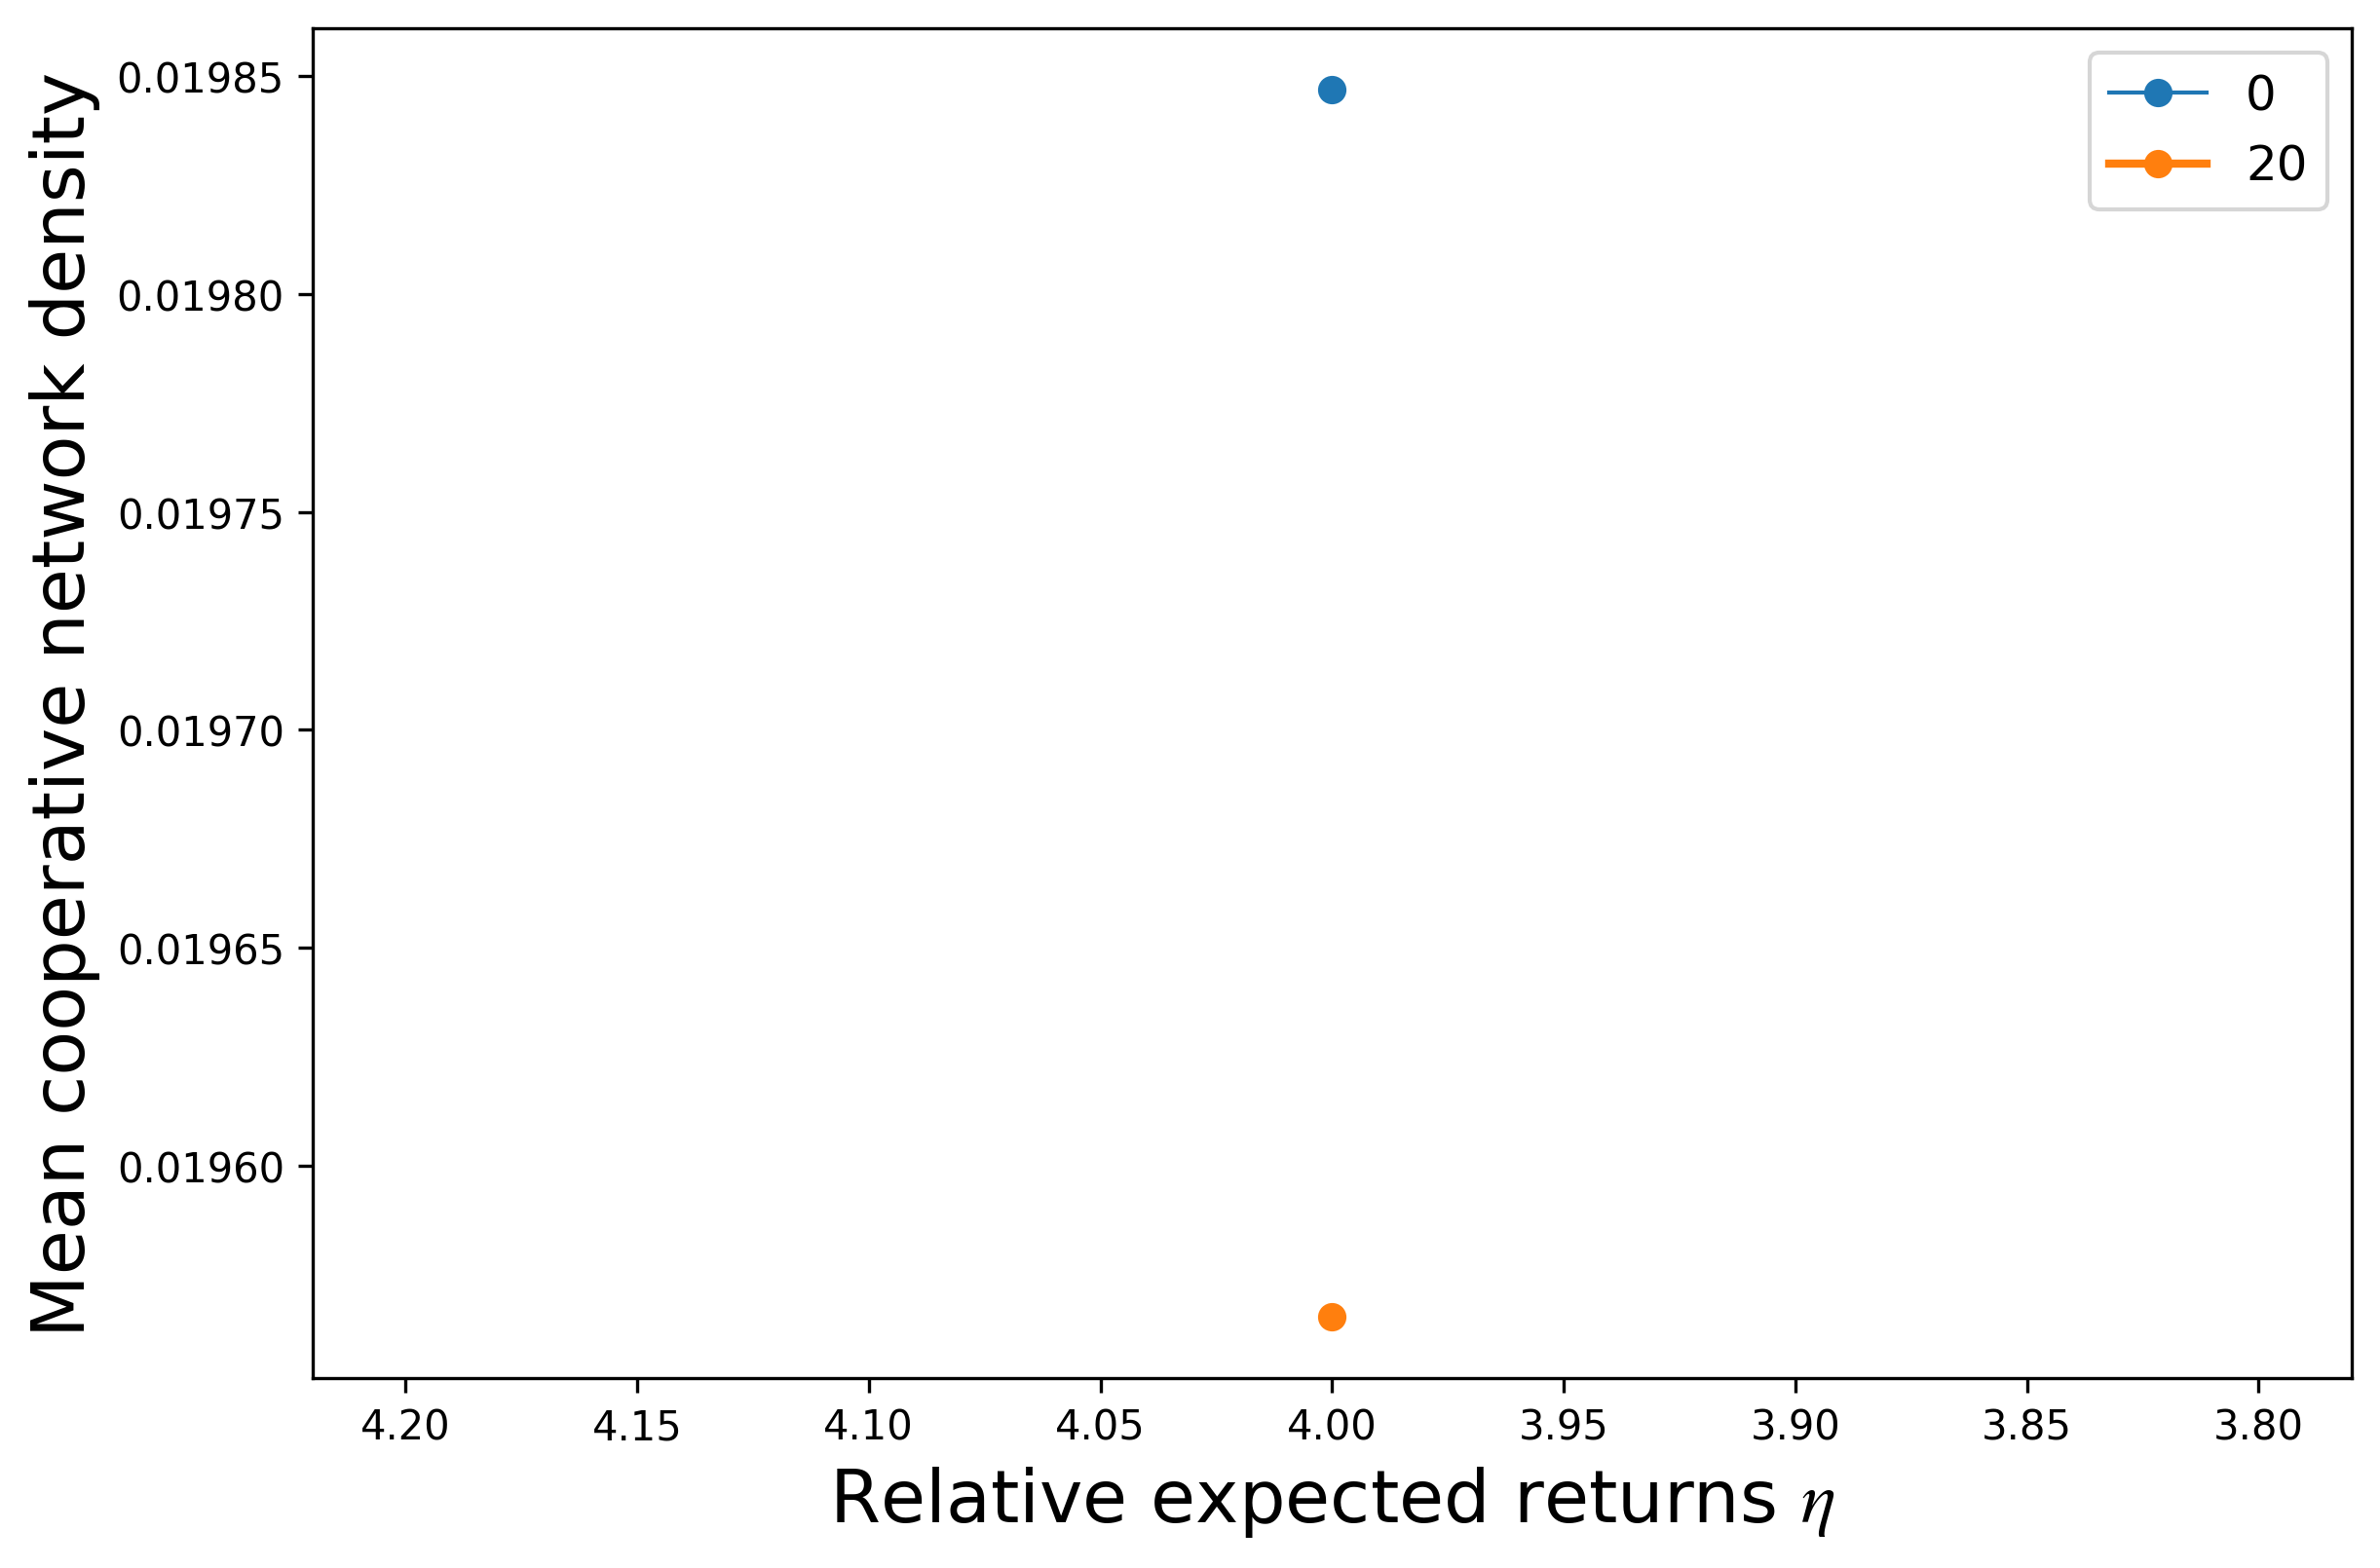 Mean cooperative network density
0.01985
0.01980
0.01975
0.01970
0.01965
0.01960
0
20
4.20 4.15 4.10 4.05 4.00 3.95 3.90 3.85 3.80
Relative expected returns η